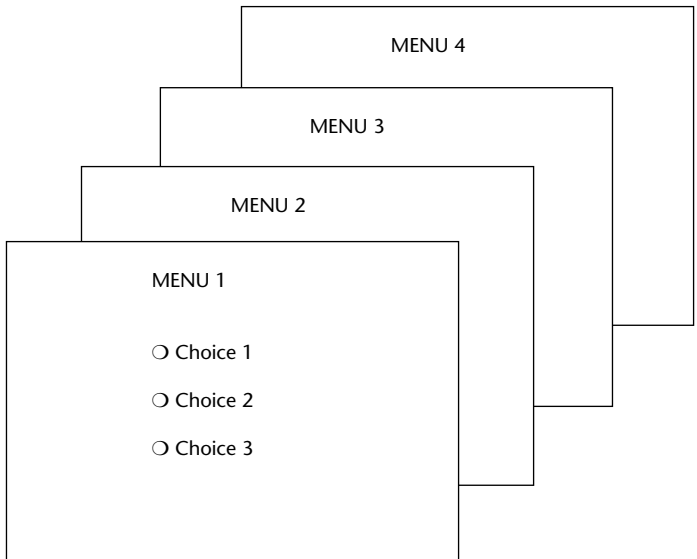 MENU 4
MENU 3
MENU 2
MENU 1
❍ Choice 1
❍ Choice 2
❍ Choice 3